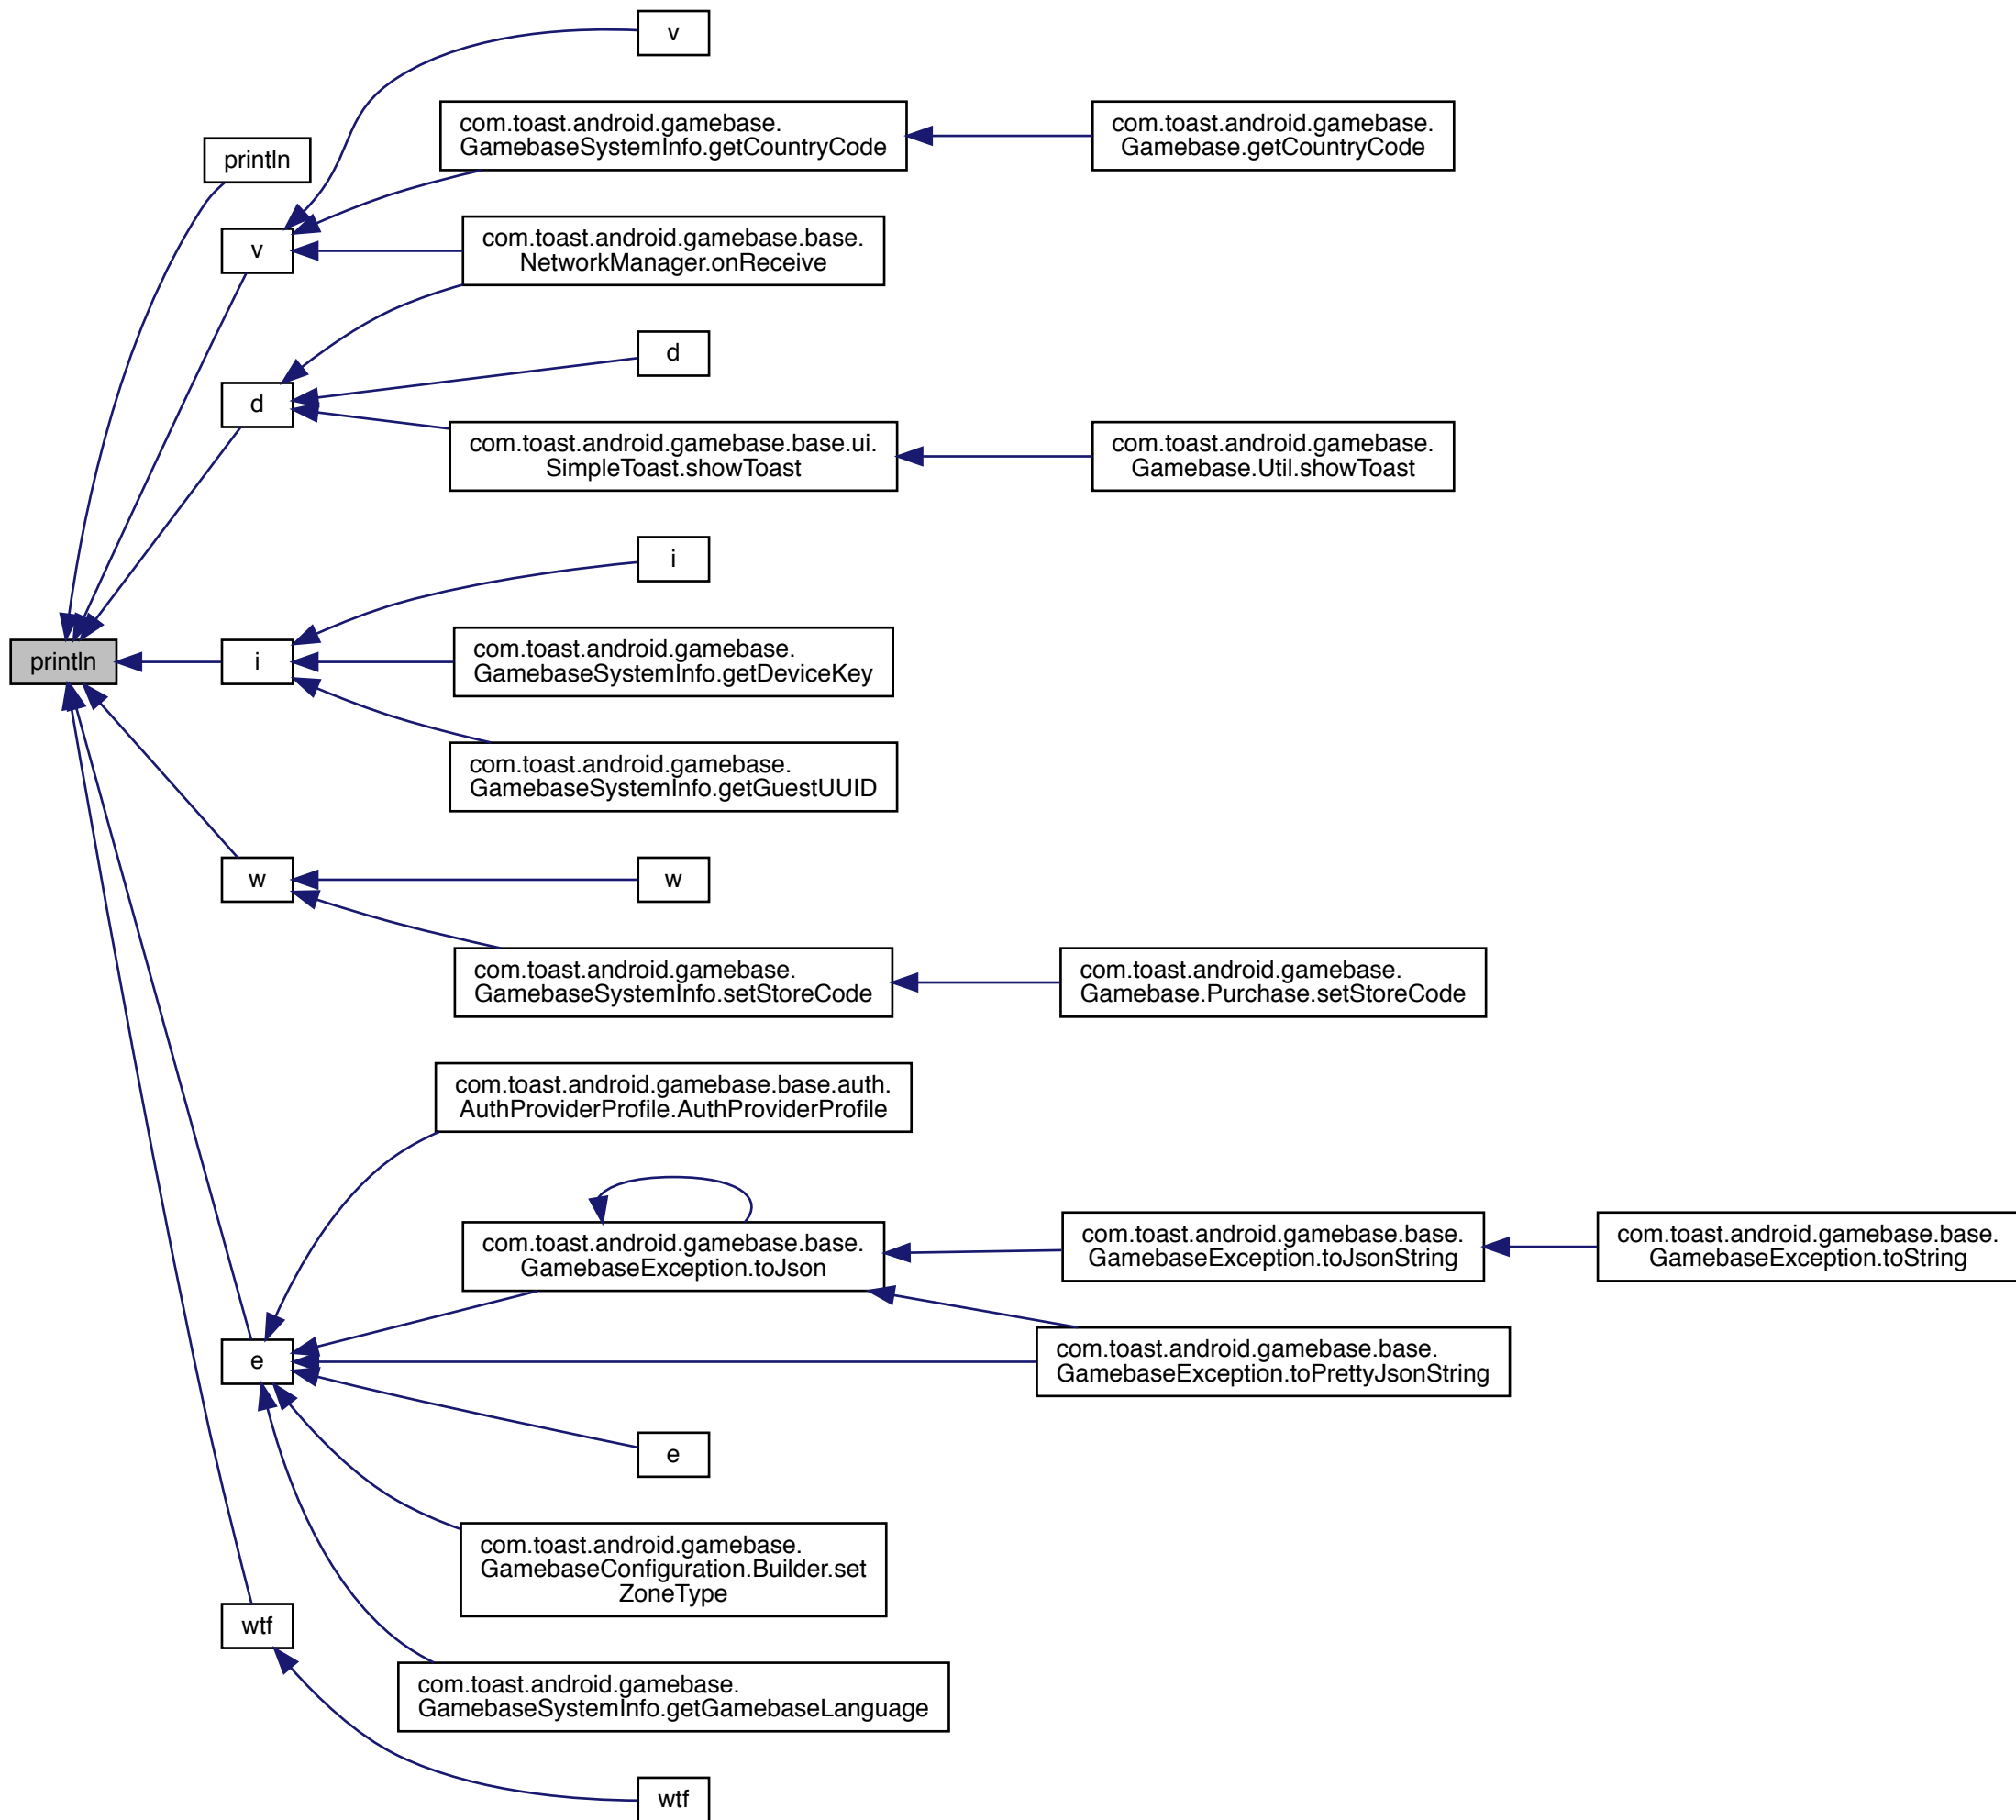 v
com.toast.android.gamebase.
GamebaseSystemInfo.getCountryCode
com.toast.android.gamebase.
Gamebase.getCountryCode
println
v
com.toast.android.gamebase.base.
NetworkManager.onReceive
d
d
com.toast.android.gamebase.base.ui.
SimpleToast.showToast
com.toast.android.gamebase.
Gamebase.Util.showToast
i
println
i
com.toast.android.gamebase.
GamebaseSystemInfo.getDeviceKey
com.toast.android.gamebase.
GamebaseSystemInfo.getGuestUUID
w
w
com.toast.android.gamebase.
GamebaseSystemInfo.setStoreCode
com.toast.android.gamebase.
Gamebase.Purchase.setStoreCode
com.toast.android.gamebase.base.auth.
AuthProviderProfile.AuthProviderProfile
com.toast.android.gamebase.base.
GamebaseException.toJson
com.toast.android.gamebase.base.
GamebaseException.toJsonString
com.toast.android.gamebase.base.
GamebaseException.toString
e
com.toast.android.gamebase.base.
GamebaseException.toPrettyJsonString
e
com.toast.android.gamebase.
GamebaseConfiguration.Builder.set
ZoneType
wtf
com.toast.android.gamebase.
GamebaseSystemInfo.getGamebaseLanguage
wtf